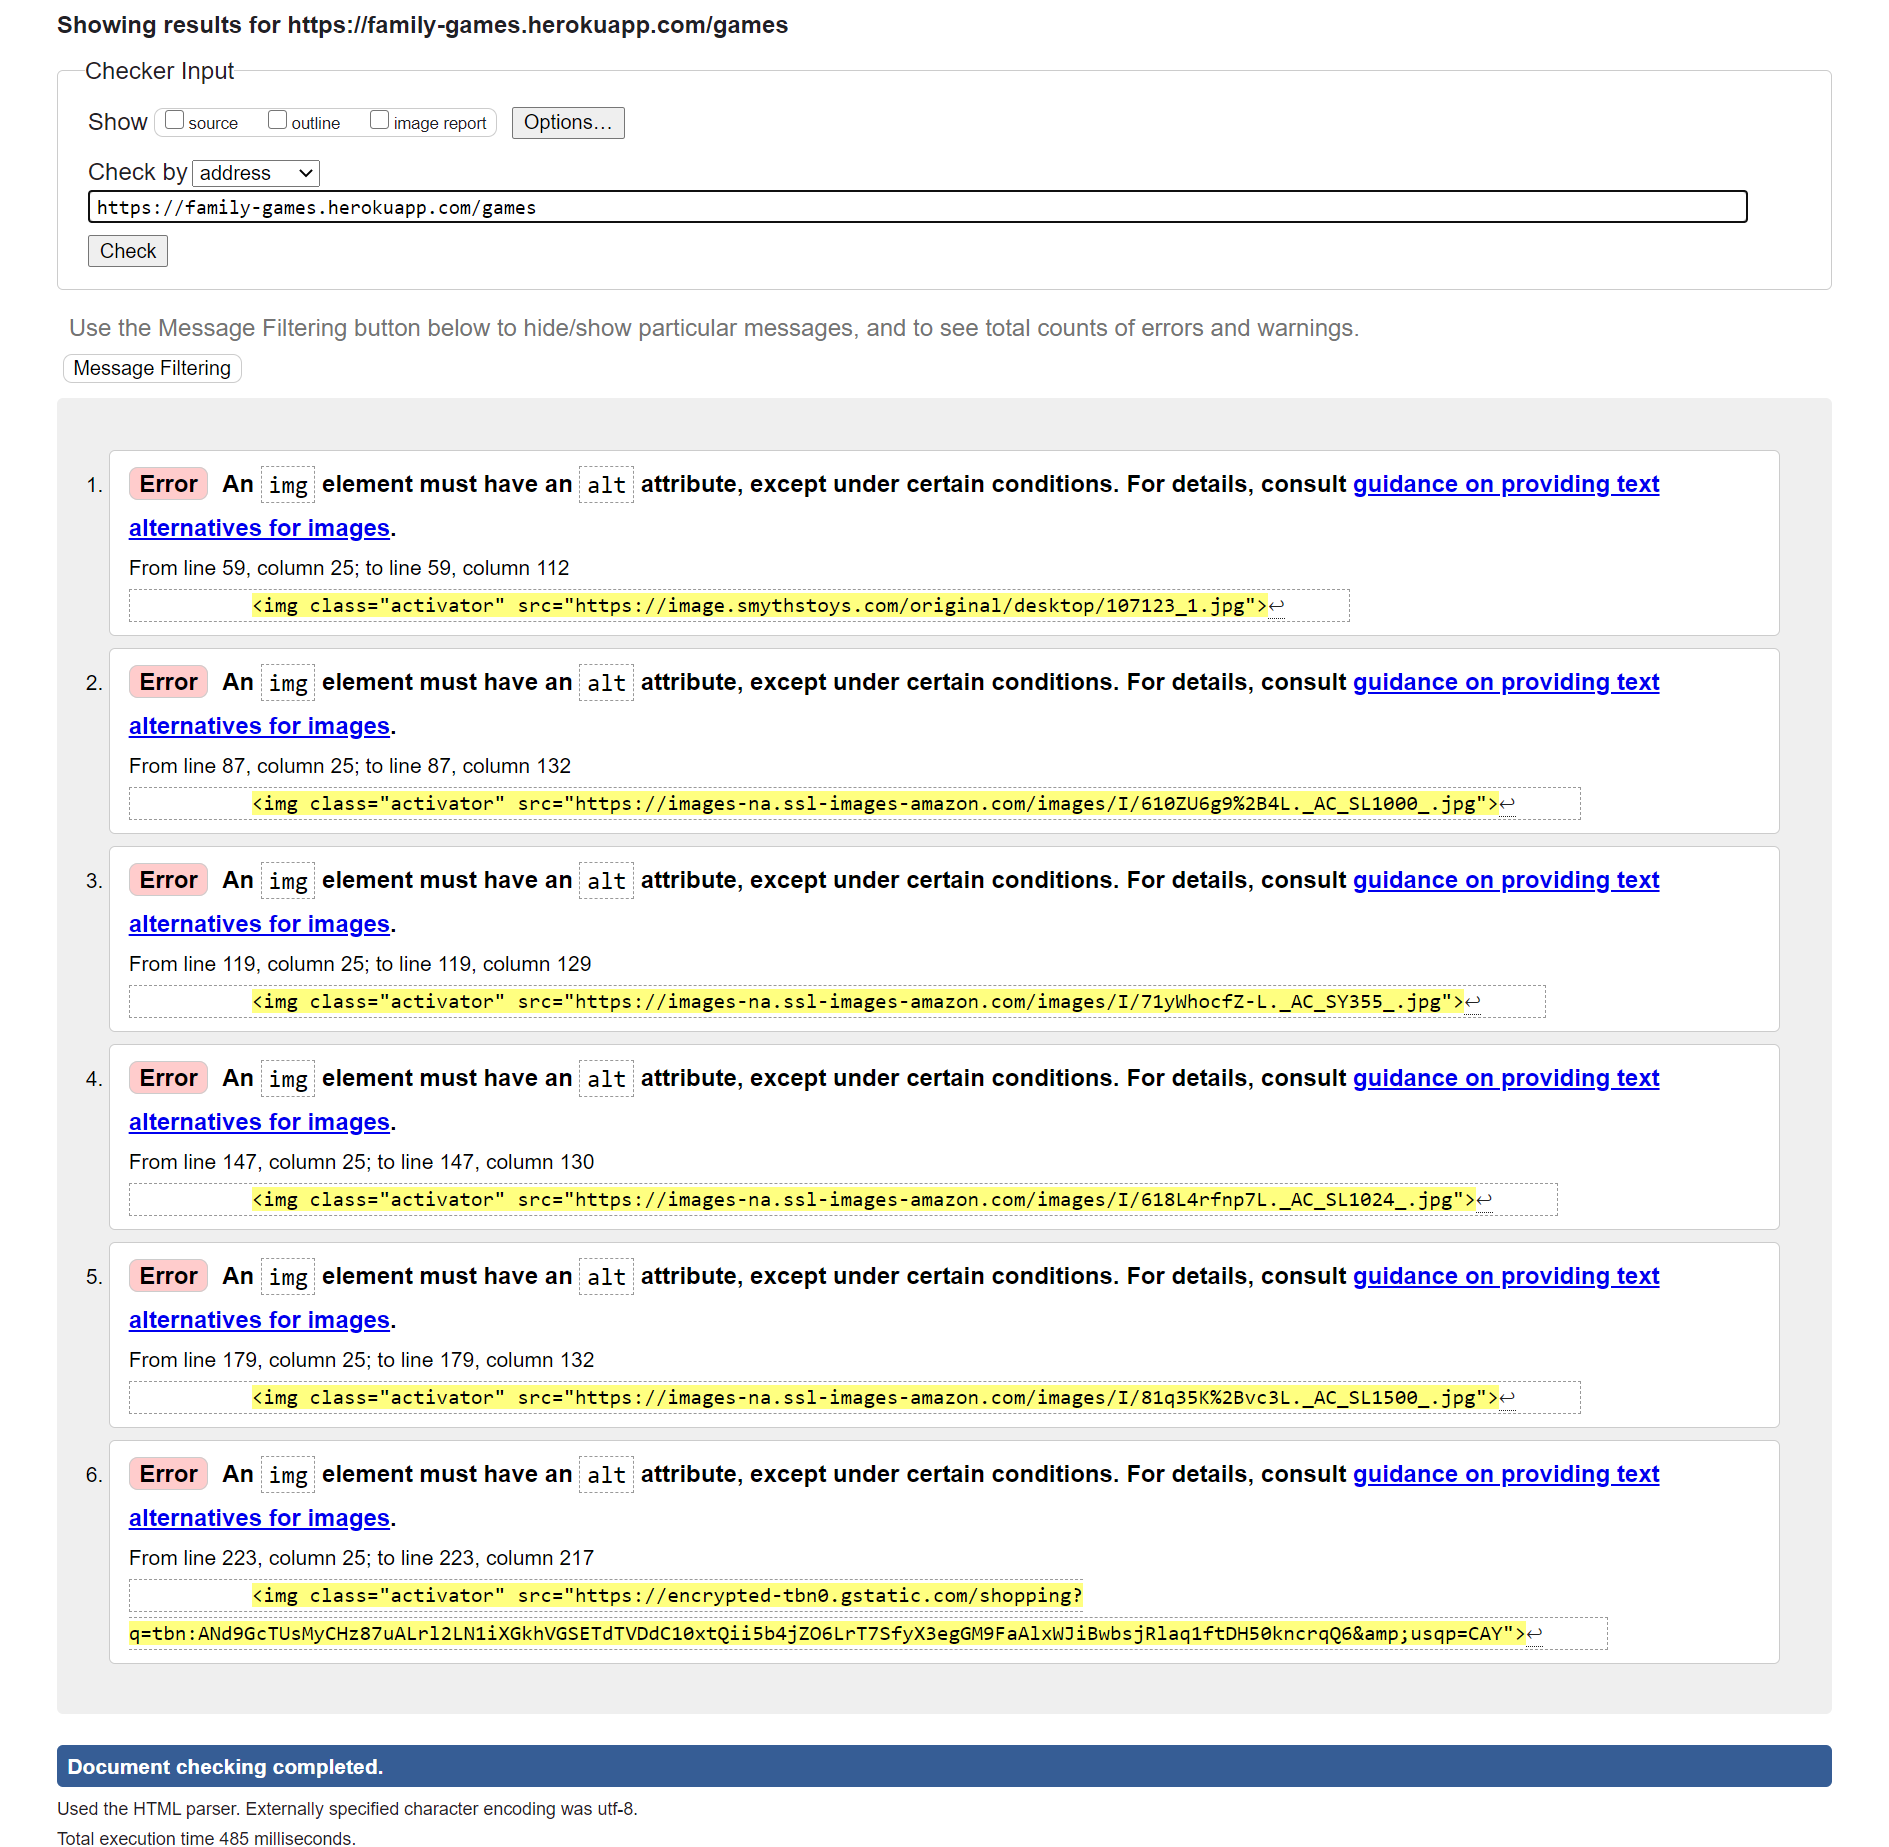 Showing results for https://family-games.herokuapp.com/games
Checker Input
Show source outline image report Options...
Check by address
https://family-games.herokuapp.com/games
Check
Use the Message Filtering button below to hide/show particular messages, and to see total counts of errors and warnings.
Message Filtering
1. Error An img element must have an alt attribute, except under certain conditions. For details, consult guidance on providing text
alternatives for images.
From line 59, column 25; to line 59, column 112
<img class="activator" src="https://image.smythstoys.com/original/desktop/107123_1.jpg">↩
2. Error An img element must have an alt attribute, except under certain conditions. For details, consult guidance on providing text
alternatives for images.
From line 87, column 25; to line 87, column 132
<img class="activator" src="https://images-na.ssl-images-amazon.com/images/I/610ZU6g9%2B4L._AC_SL1000_.jpg">↩
3. Error An img element must have an alt attribute, except under certain conditions. For details, consult guidance on providing text
alternatives for images.
From line 119, column 25; to line 119, column 129
<img class="activator" src="https://images-na.ssl-images-amazon.com/images/I/71yWhocfZ-L._AC_SY355_.jpg">↩
4. Error An img element must have an alt attribute, except under certain conditions. For details, consult guidance on providing text
alternatives for images.
From line 147, column 25; to line 147, column 130
<img class="activator" src="https://images-na.ssl-images-amazon.com/images/I/618L4rfnp7L._AC_SL1024_.jpg">↩
5. Error An img element must have an alt attribute, except under certain conditions. For details, consult guidance on providing text
alternatives for images.
From line 179, column 25; to line 179, column 132
<img class="activator" src="https://images-na.ssl-images-amazon.com/images/I/81q35K%2Bvc3L._AC_SL1500_.jpg">↩
6. Error An img element must have an alt attribute, except under certain conditions. For details, consult guidance on providing text
alternatives for images.
From line 223, column 25; to line 223, column 217
<img class="activator" src="https://encrypted-tbn0.gstatic.com/shopping?
q=tbn:ANd9GcTUsMyCHz87uALrl2LN1iXGkhVGSETdTVDdC10xtQii5b4jZO6LrT7SfyX3egGM9FaAlxWJiBwbsjRlaq1ftDH50kncrqQ6&amp;usqp=CAY">↩
Document checking completed.
Used the HTML parser. Externally specified character encoding was utf-8.
Total execution time 485 milliseconds.